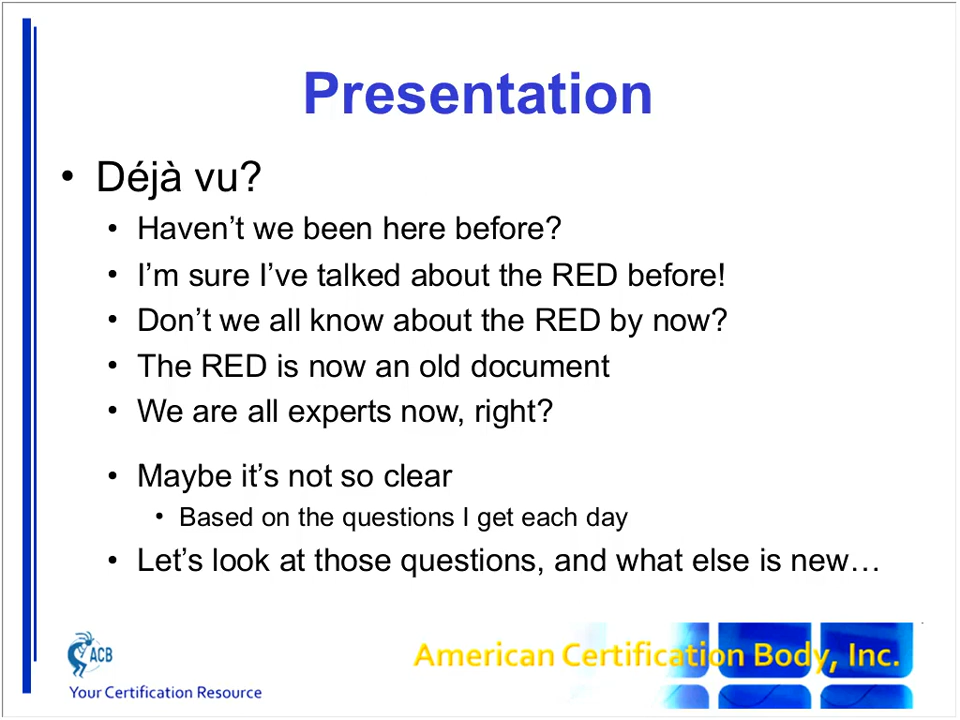 Presentation
• Déjà vu?
• Haven’t we been here before?
• I’m sure I’ve talked about the RED before!
• Don’t we all know about the RED by now?
• The RED is now an old document
• We are all experts now, right?
• Maybe it’s not so clear
• Based on the questions I get each day
• Let’s look at those questions, and what else is new…
ACB
American Certification Body, Inc.
Your Certification Resource